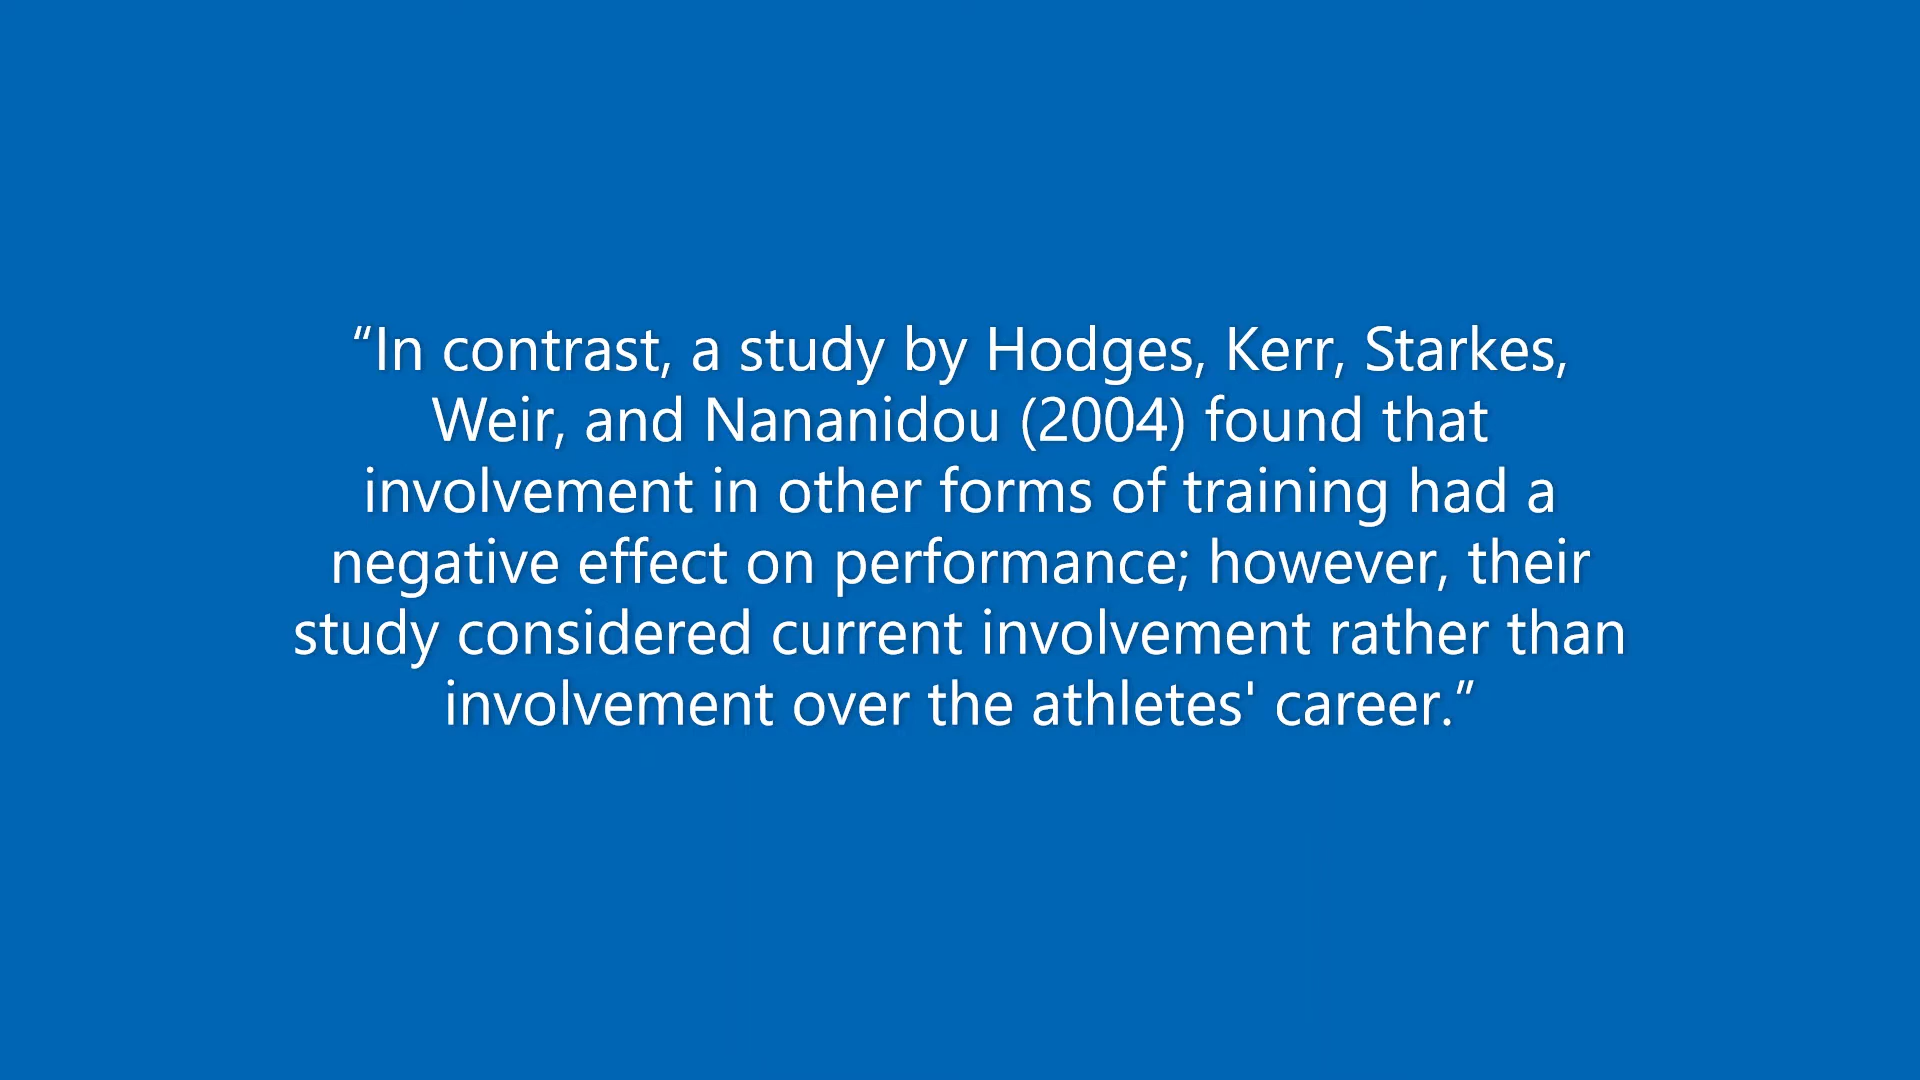 “In contrast, a study by Hodges, Kerr, Starkes,
Weir, and Nananidou (2004) found that
involvement in other forms of training had a
negative effect on performance; however, their
study considered current involvement rather than
involvement over the athletes' career.”